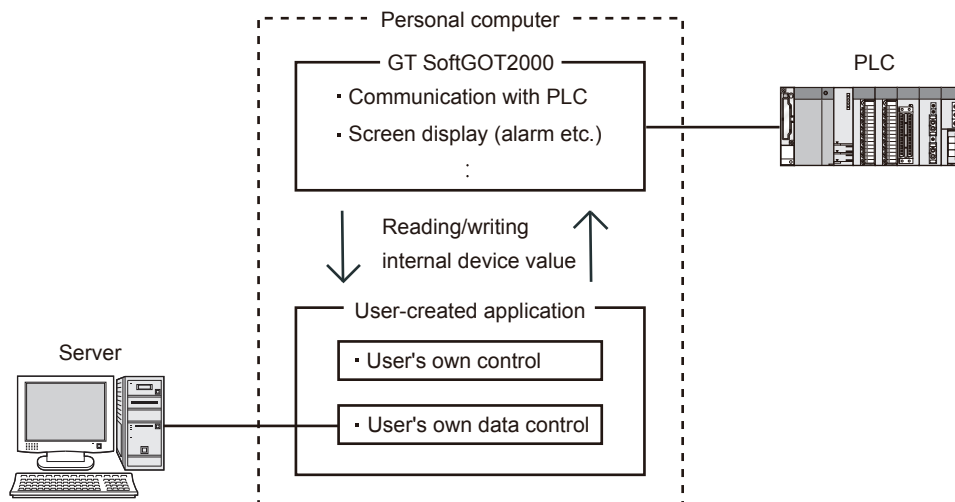 Personal computer
GT SoftGOT2000
· Communication with PLC
· Screen display (alarm etc.)
:
PLC
Reading/writing
internal device value
User-created application
· User's own control
· User's own data control
Server